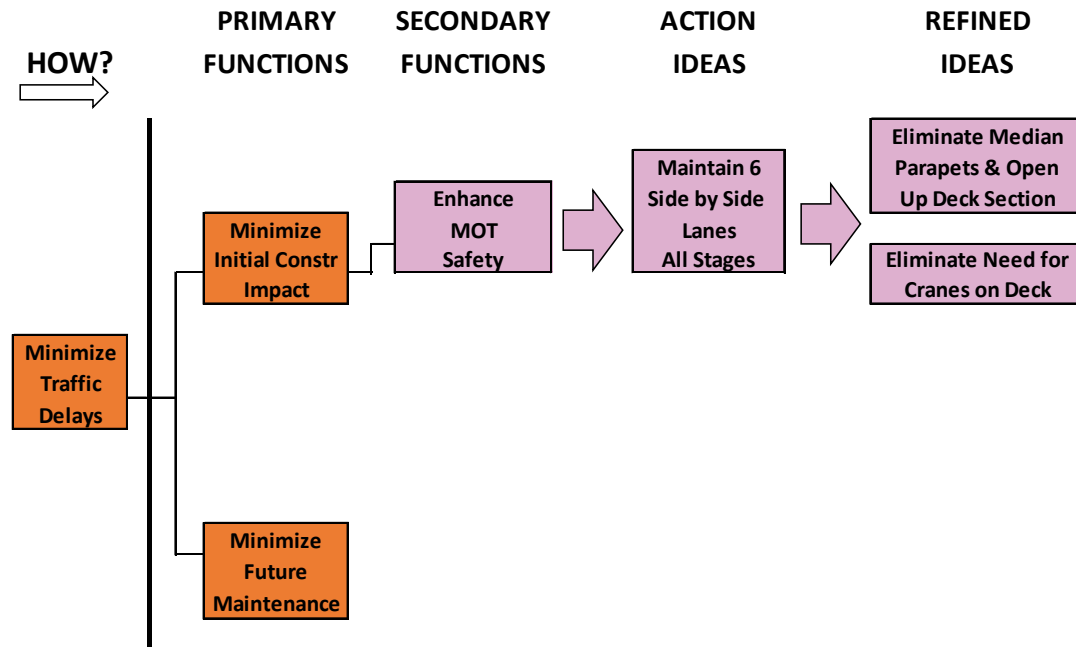 HOW?
PRIMARY
FUNCTIONS
SECONDARY
FUNCTIONS
ACTION
IDEAS
REFINED
IDEAS
Minimize
Traffic
Delays
Minimize
Initial Constr
Impact
Enhance
MOT
Safety
Maintain 6
Side by Side
Lanes
All Stages
Eliminate Median
Parapets & Open
Up Deck Section
Eliminate Need for
Cranes on Deck
Minimize
Future
Maintenance